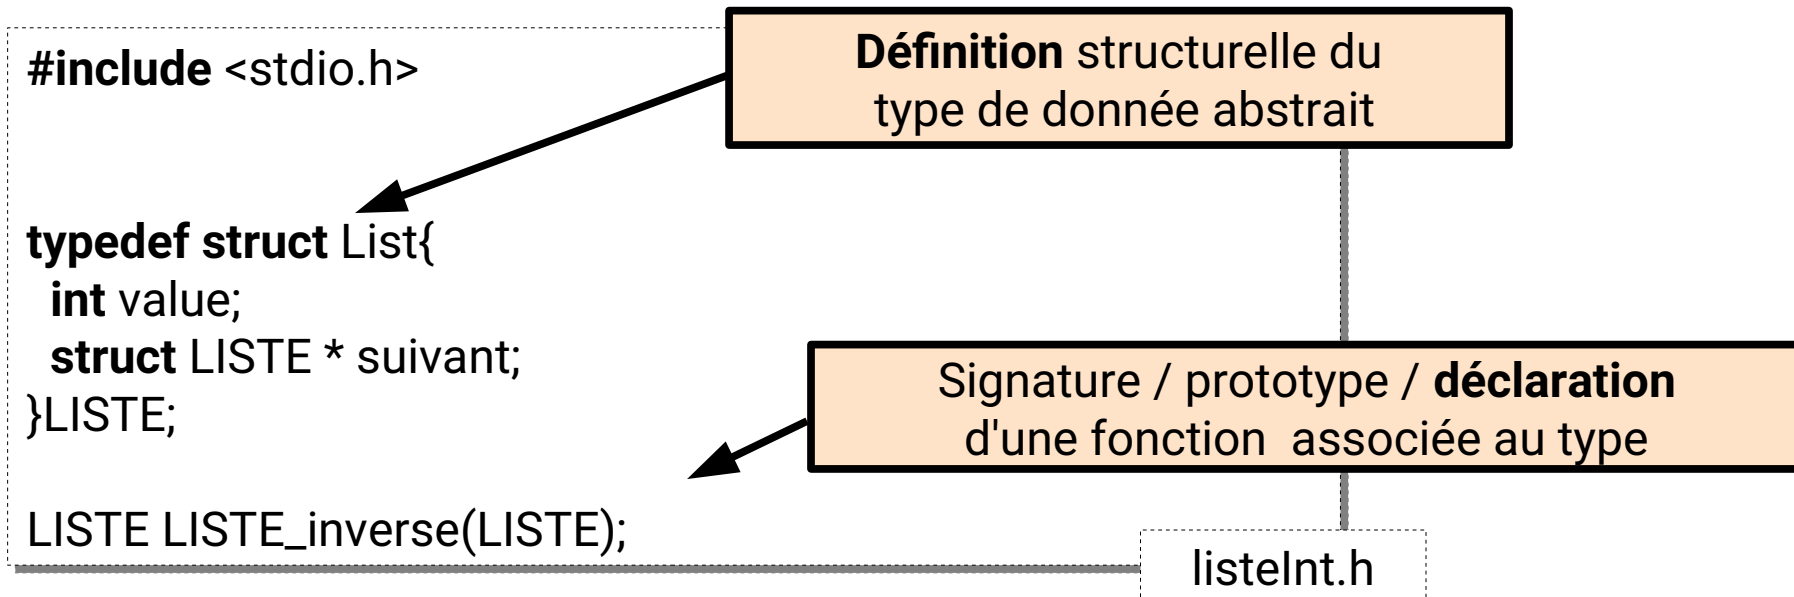 #include <stdio.h>
Définition structurelle du
type de donnée abstrait
typedef struct List{
int value;
struct LISTE * suivant;
}LISTE;
Signature / prototype / déclaration
d'une fonction  associée au type
LISTE LISTE_inverse(LISTE);
listeInt.h